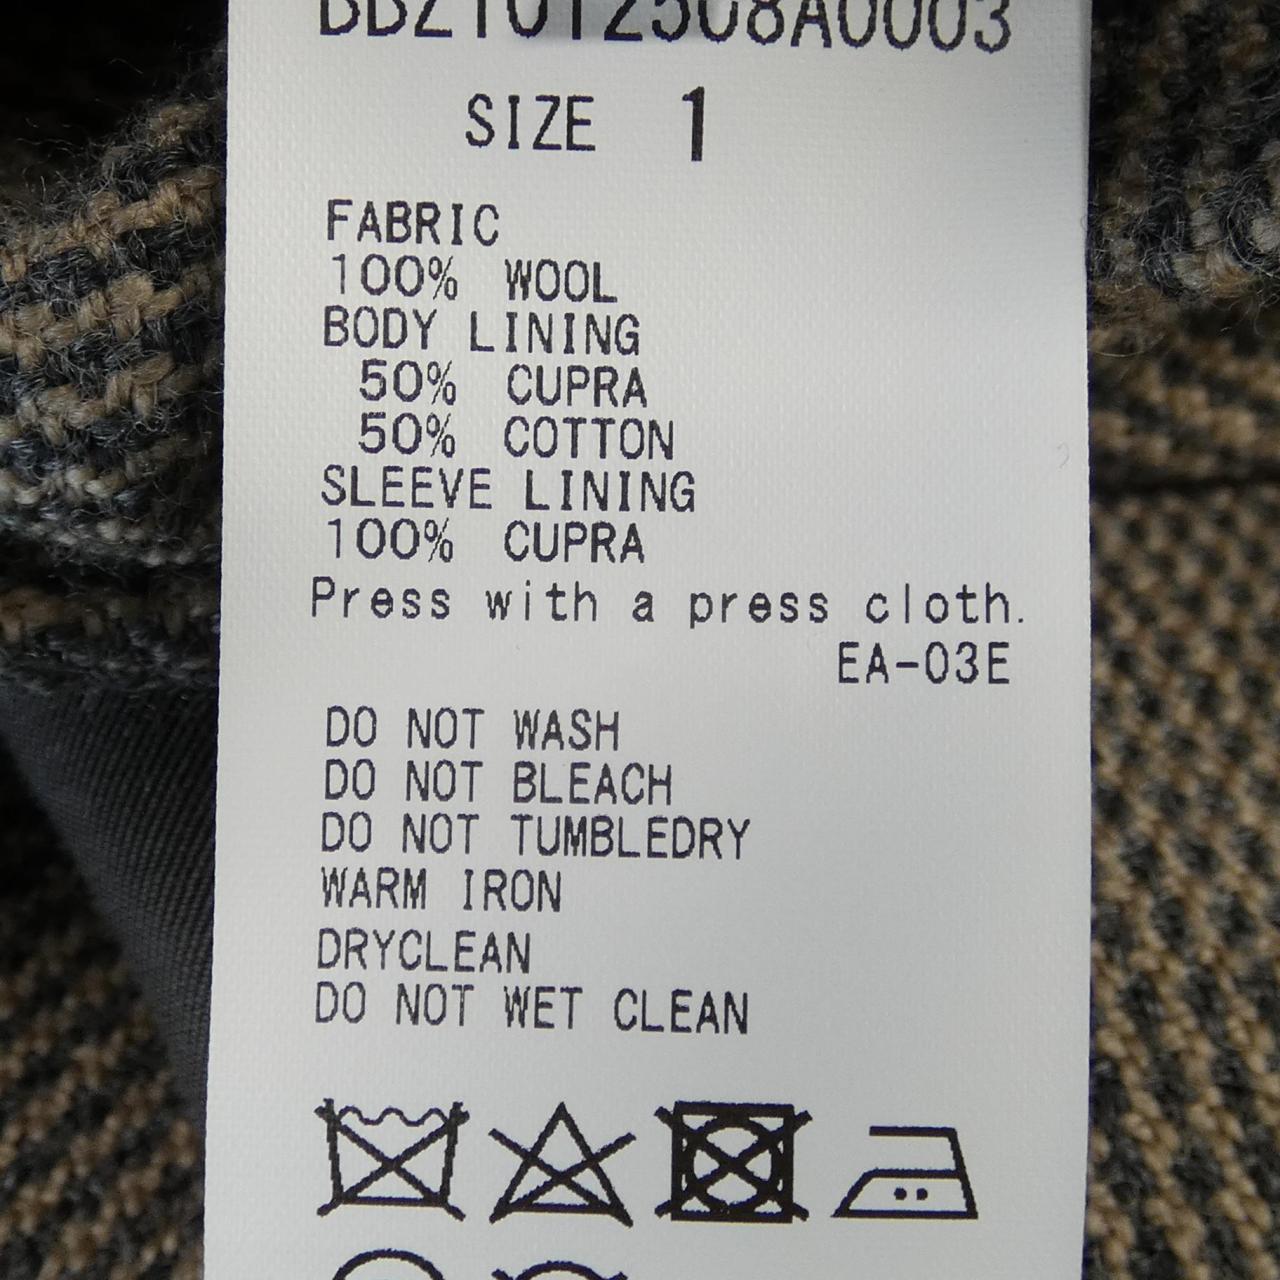 SIZE 1
FABRIC
100% WOOL
BODY LINING
50% CUPRA
50% COTTON
SLEEVE LINING
100% CUPRA
Press with a press cloth.
EA-03E
DO NOT WASH
DO NOT BLEACH
DO NOT TUMBLEDRY
WARM IRON
DRYCLEAN
DO NOT WET CLEAN